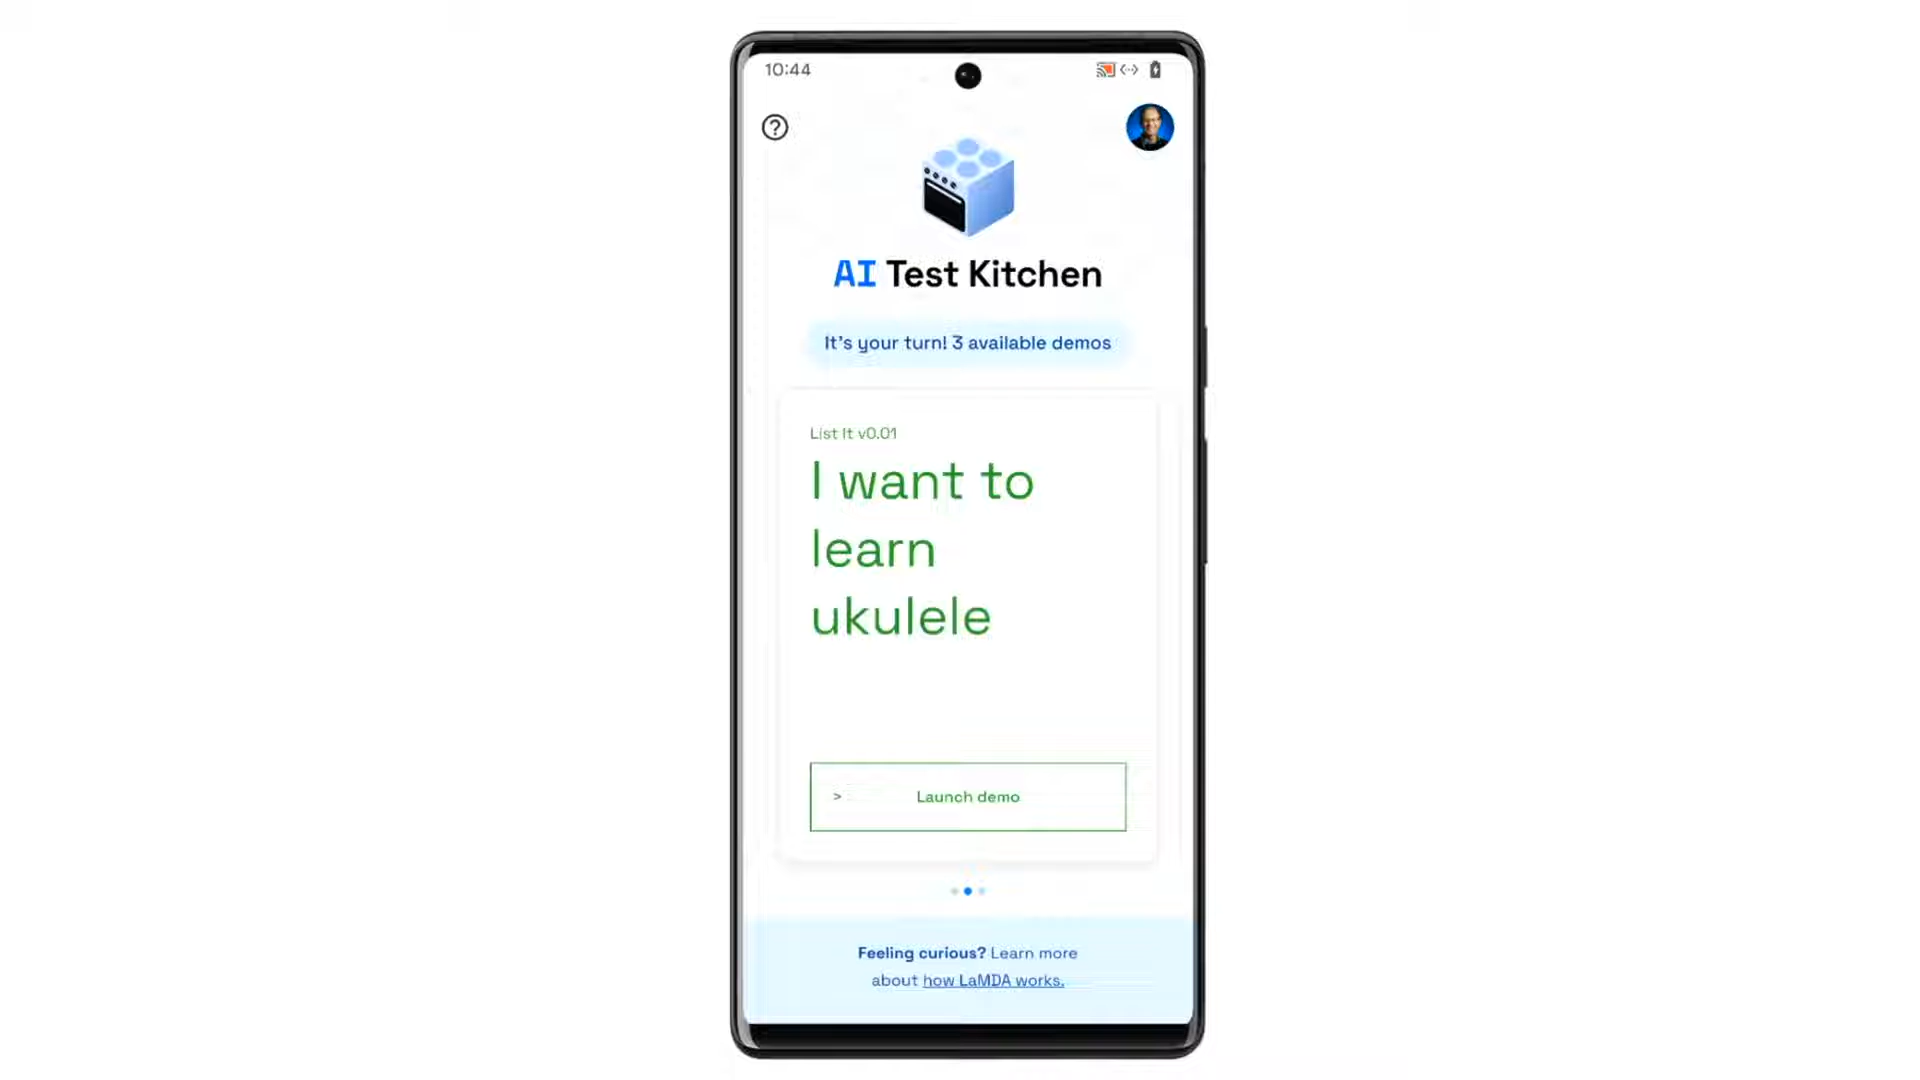 10:44
AI Test Kitchen
It's your turn! 3 available demos
List It v0.01
I want to
learn
ukulele
> Launch demo
Feeling curious? Learn more
about how LaMDA works.